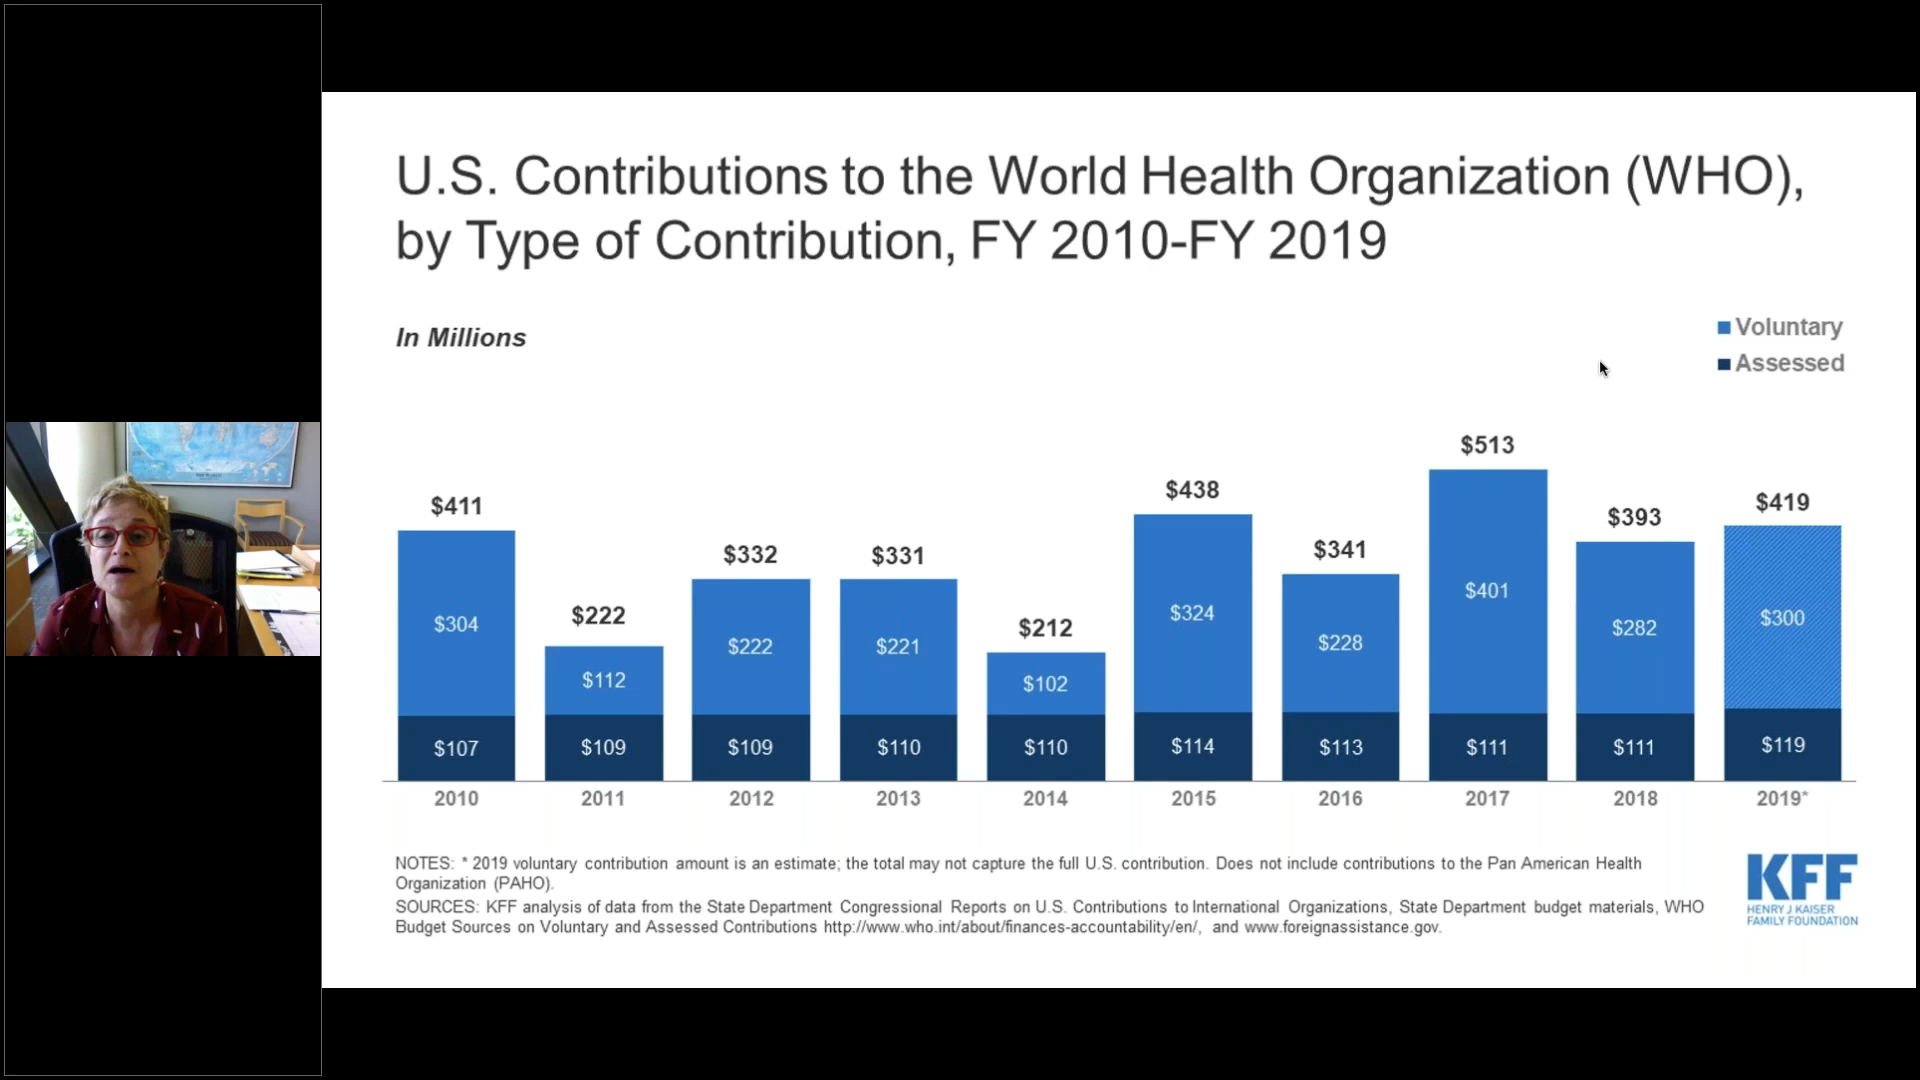 U.S. Contributions to the World Health Organization (WHO),
by Type of Contribution, FY 2010-FY 2019
In Millions
Voluntary
Assessed
$411 $222 $332 $331 $212 $438 $341 $513 $393 $419
$304 $112 $222 $221 $102 $324 $228 $401 $282 $300
$107 $109 $109 $110 $110 $114 $113 $111 $111 $119
2010 2011 2012 2013 2014 2015 2016 2017 2018 2019*
NOTES: * 2019 voluntary contribution amount is an estimate; the total may not capture the full U.S. contribution. Does not include contributions to the Pan American Health
Organization (PAHO).
SOURCES: KFF analysis of data from the State Department Congressional Reports on U.S. Contributions to International Organizations, State Department budget materials, WHO
Budget Sources on Voluntary and Assessed Contributions http://www.who.int/about/finances-accountability/en/, and www.foreignassistance.gov.
KFF
HENRY J KAISER
FAMILY FOUNDATION